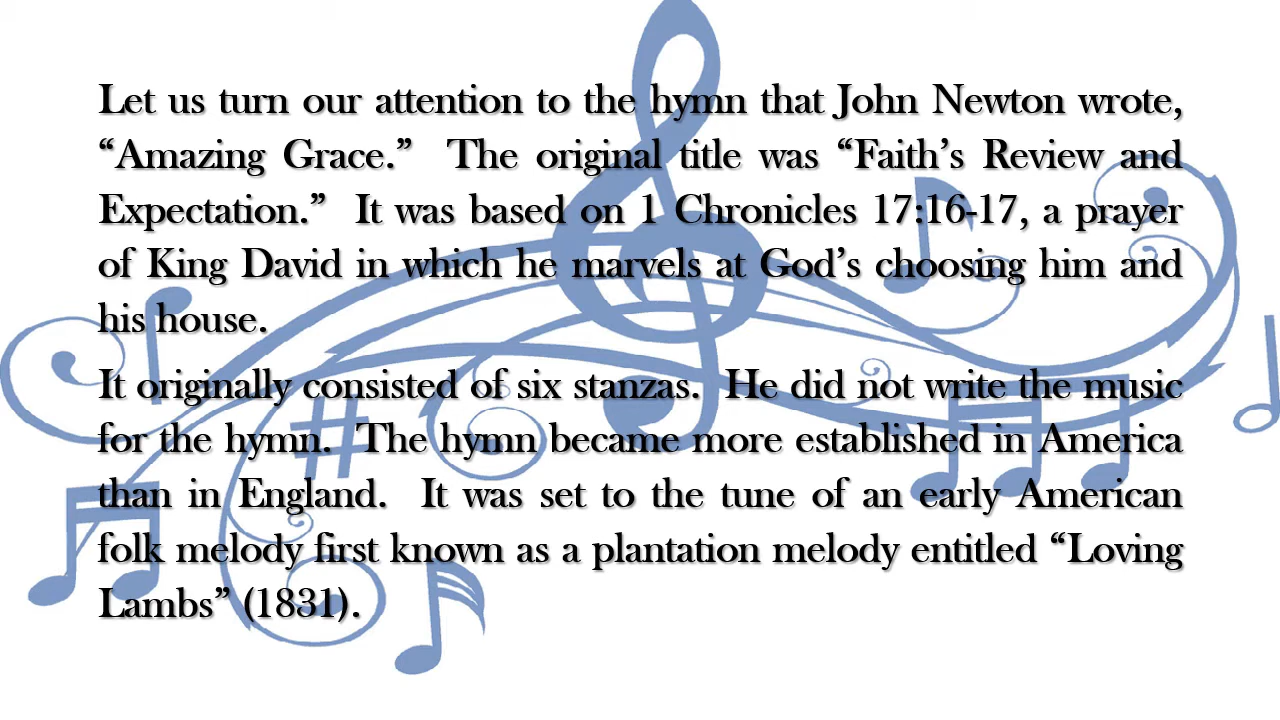 Let us turn our attention to the hymn that John Newton wrote,
“Amazing Grace.”  The original title was “Faith’s Review and
Expectation.”  It was based on 1 Chronicles 17:16-17, a prayer
of King David in which he marvels at God’s choosing him and
his house.
It originally consisted of six stanzas.  He did not write the music
for the hymn.  The hymn became more established in America
than in England.  It was set to the tune of an early American
folk melody first known as a plantation melody entitled “Loving
Lambs” (1831).